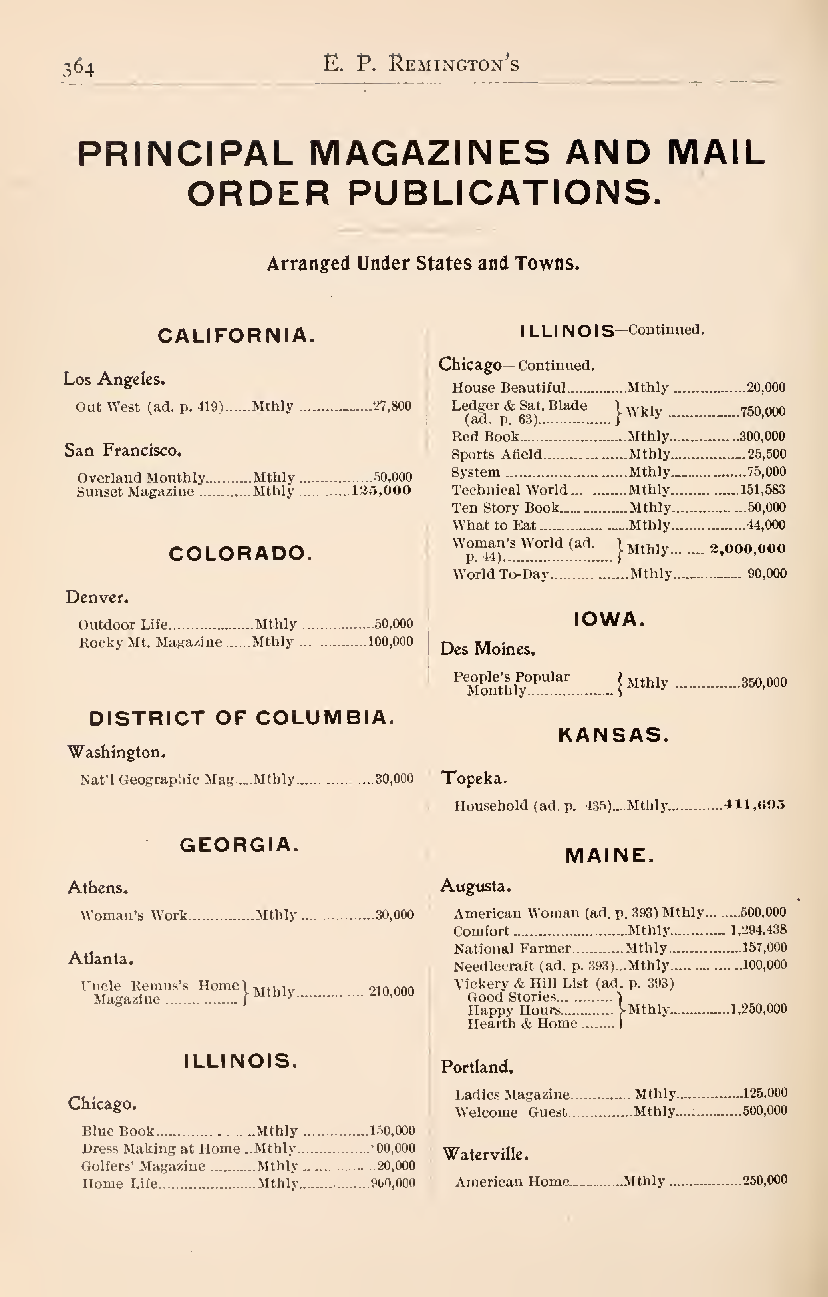 364 E. P. Remington's
PRINCIPAL MAGAZINES AND MAIL
ORDER PUBLICATIONS.
Arranged Under States and Towns.
CALIFORNIA.
Los Angeles.
Out West (ad. p. 419)......Mthly ................27,800
San Francisco.
Overland Monthly..........Mthly ................50,000
Sunset Magazine ............Mthly ............125,000
COLORADO.
Denver.
Outdoor Life...................Mthly ................50,000
Rocky Mt. Magazine ......Mthly ...............100,000
DISTRICT OF COLUMBIA.
Washington.
Nat'l Geographic Mag....Mthly.................30,000
GEORGIA.
Athens.
Woman's Work..............Mthly ................30,000
Atlanta.
Uncle Remus's Home
Magazine ................ } Mthly............... 210,000
ILLINOIS.
Chicago.
Blue Book......................Mthly ..............150,000
Dress Making at Home ..Mthly................00,000
Golfers' Magazine ..........Mthly ................20,000
Home Life.....................Mthly...............900,000
ILLINOIS—Continued.
Chicago—Continued.
House Beautiful.............Mthly ................20,000
Ledger & Sat. Blade
(ad. p. 63)................ } Wkly ...............750,000
Red Book.......................Mthly...............300,000
Sports Afield..................Mthly................25,500
System ..........................Mthly................75,000
Technical World.............Mthly..............151,583
Ten Story Book..............Mthly................50,000
What to Eat...................Mthly................44,000
Woman's World (ad.
p. 44)........................ } Mthly.......... 2,000,000
World To-Day................Mthly................ 90,000
IOWA.
Des Moines.
People's Popular
Monthly................... } Mthly ..............350,000
KANSAS.
Topeka.
Household (ad. p. 435)....Mthly............411,695
MAINE.
Augusta.
American Woman (ad. p. 393) Mthly........500,000
Comfort ........................Mthly............ 1,294,438
National Farmer...........Mthly................157,000
Needlecraft (ad. p. 393)...Mthly................100,000
Vickery & Hill List (ad. p. 393)
Good Stories.............
Happy Hours............ } Mthly.............1,250,000
Hearth & Home ........
Portland.
Ladies Magazine............. Mthly...............125,000
Welcome Guest..............Mthly...............500,000
Waterville.
American Home............Mthly ................250,000